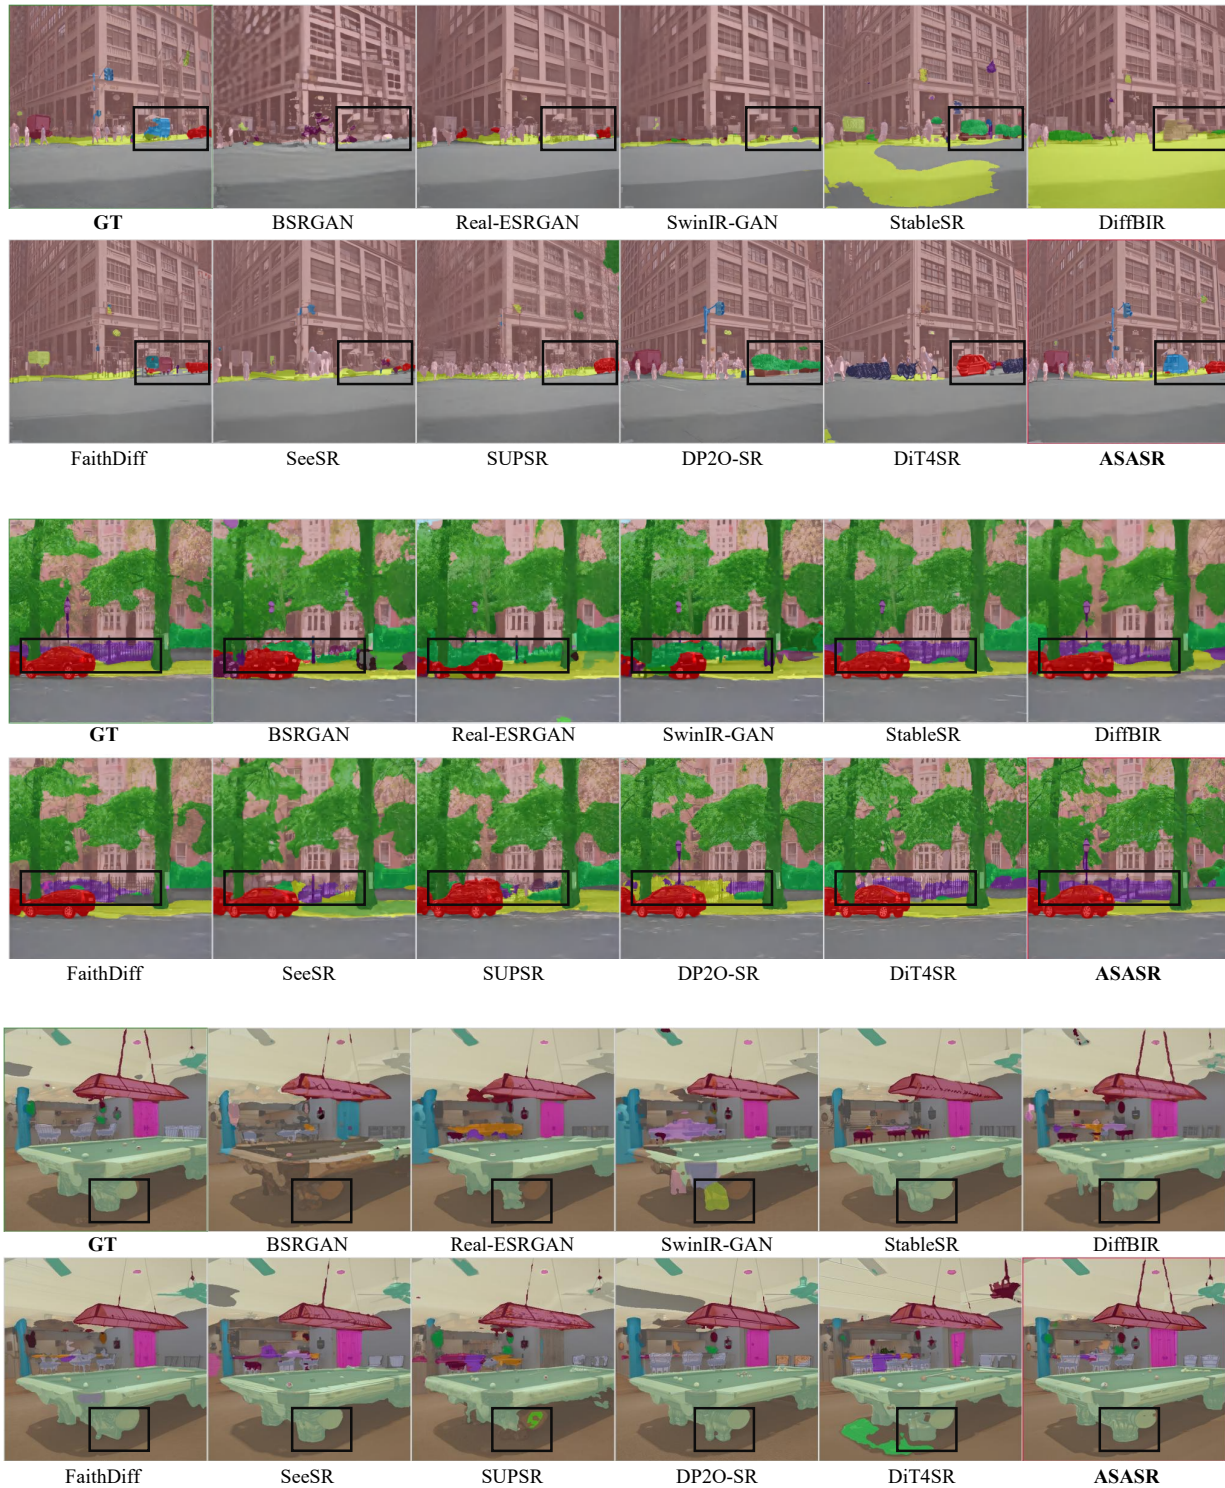 GT BSRGAN Real-ESRGAN SwinIR-GAN StableSR DiffBIR
FaithDiff SeeSR SUPSR DP2O-SR DiT4SR ASASR
GT BSRGAN Real-ESRGAN SwinIR-GAN StableSR DiffBIR
FaithDiff SeeSR SUPSR DP2O-SR DiT4SR ASASR
GT BSRGAN Real-ESRGAN SwinIR-GAN StableSR DiffBIR
FaithDiff SeeSR SUPSR DP2O-SR DiT4SR ASASR